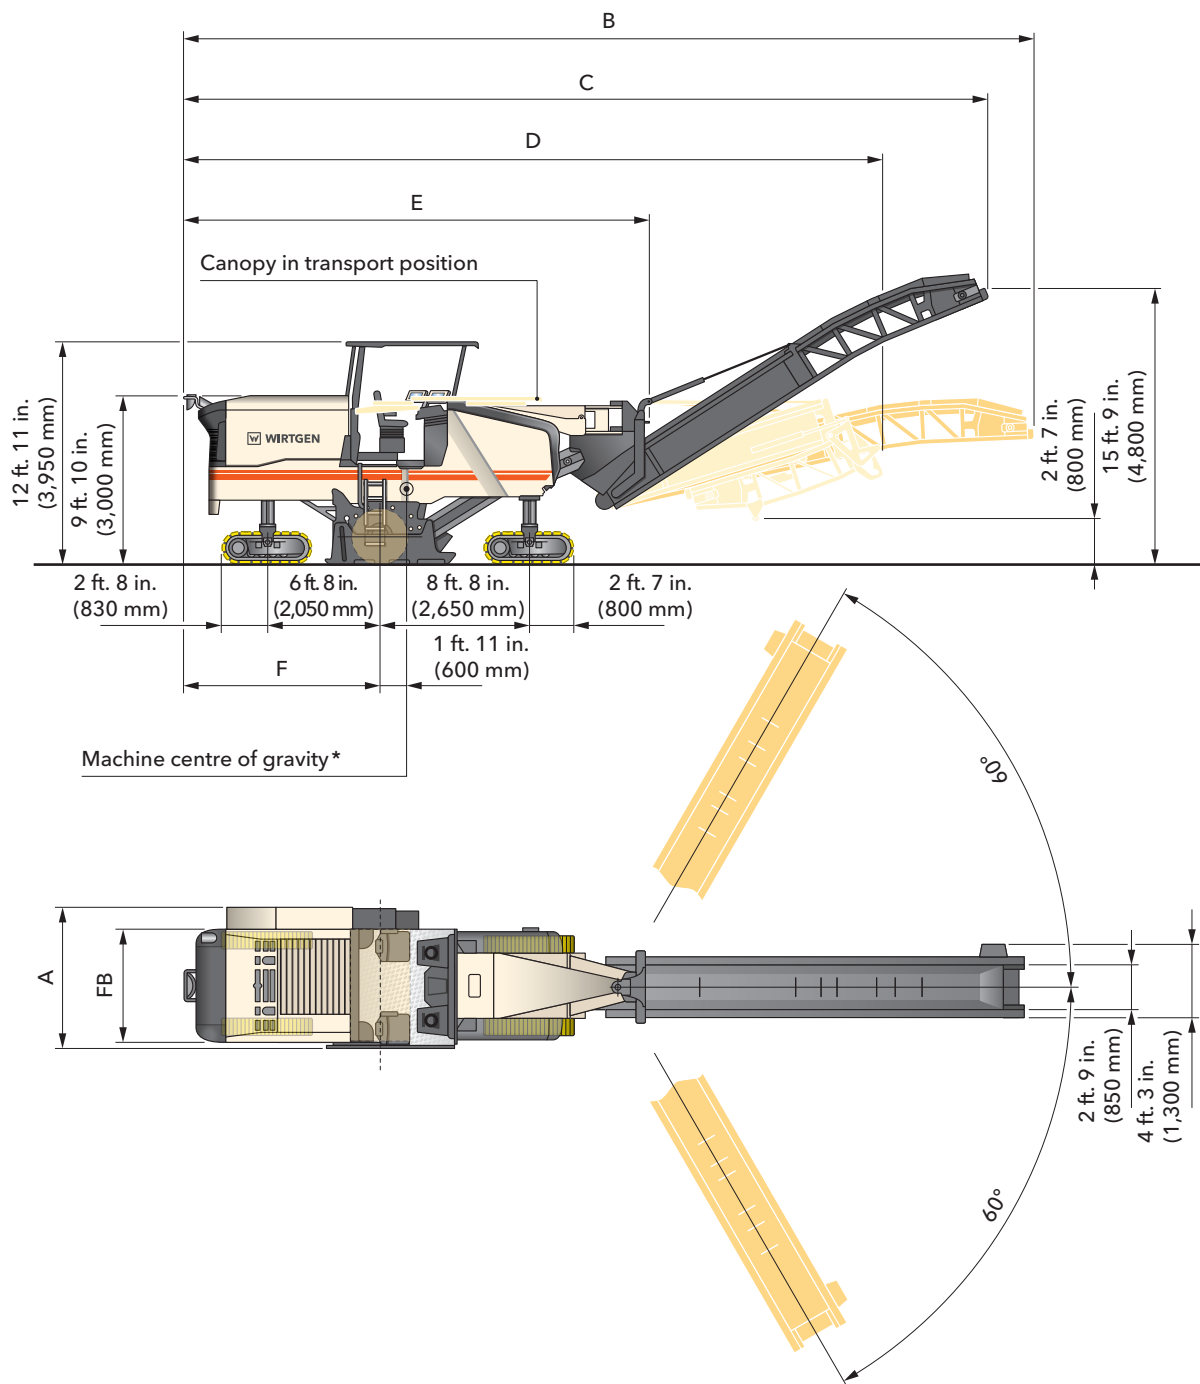 B
C
D
E
Canopy in transport position
12 ft. 11 in.
(3,950 mm)
9 ft. 10 in.
(3,000 mm)
W WIRTGEN
2 ft. 7 in.
(800 mm)
15 ft. 9 in.
(4,800 mm)
2 ft. 8 in.
(830 mm)
6 ft. 8 in.
(2,050 mm)
8 ft. 8 in.
(2,650 mm)
2 ft. 7 in.
(800 mm)
1 ft. 11 in.
(600 mm)
F
Machine centre of gravity*
60°
A
FB
2 ft. 9 in.
(850 mm)
4 ft. 3 in.
(1,300 mm)
60°